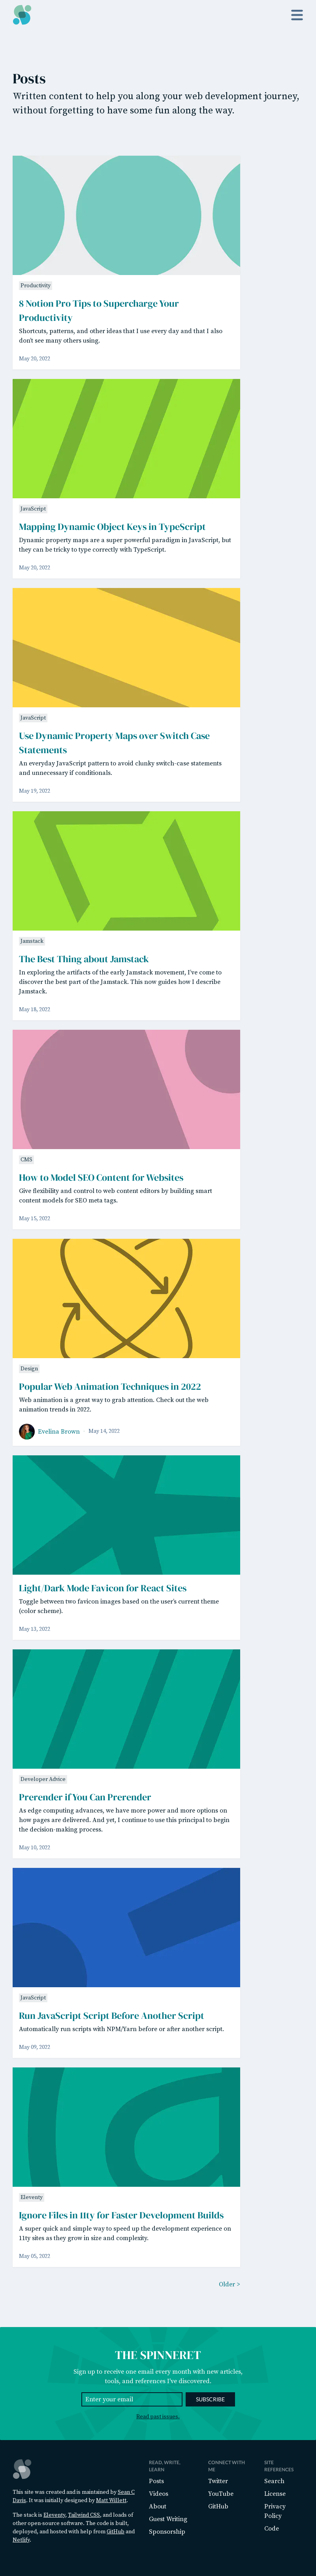 Posts
Written content to help you along your web development journey,
without forgetting to have some fun along the way.
Productivity
8 Notion Pro Tips to Supercharge Your
Productivity
Shortcuts, patterns, and other ideas that I use every day and that I also
don't see many others using.
May 28, 2022
JavaScript
Mapping Dynamic Object Keys in TypeScript
Dynamic property maps are a super powerful paradigm in JavaScript, but
they can be tricky to type correctly with TypeScript.
May 20, 2022
JavaScript
Use Dynamic Property Maps over Switch Case
Statements
An everyday JavaScript pattern to avoid clunky switch-case statements
and unnecessary if conditionals.
May 19, 2022
Jamstack
The Best Thing about Jamstack
In exploring the artifacts of the early Jamstack movement, I've come to
discover the best part of the Jamstack. This now guides how I describe
Jamstack.
May 18, 2022
CMS
How to Model SEO Content for Websites
Give flexibility and control to web content editors by building smart
content models for SEO meta tags.
May 15, 2022
Design
Popular Web Animation Techniques in 2022
Web animation is a great way to grab attention. Check out the web
animation trends in 2022.
Evelina Brown May 14, 2022
Light/Dark Mode Favicon for React Sites
Toggle between two favicon images based on the user's current theme
(color scheme).
May 13, 2022
Developer Advice
Prerender if You Can Prerender
As edge computing advances, we have more power and more options on
how pages are delivered. And yet, I continue to use this principal to begin
the decision-making process.
May 10, 2022
JavaScript
Run JavaScript Script Before Another Script
Automatically run scripts with NPM/Yarn before or after another script.
May 09, 2022
Eleventy
Ignore Files in 11ty for Faster Development Builds
A super quick and simple way to speed up the development experience on
11ty sites as they grow in size and complexity.
May 05, 2022
Older >
THE SPINNERET
Sign up to receive one email every month with new articles,
tools, and references I've discovered.
Enter your email SUBSCRIBE
Read past issues.
This site was created and is maintained by Sean C
Davis. It was initially designed by Matt Willett.
The stack is Eleventy, Tailwind CSS, and loads of
other open-source software. The code is built,
deployed, and hosted with help from GitHub and
Netlify.
READ, WRITE,
LEARN
Posts
Videos
About
Guest Writing
Sponsorship
CONNECT WITH
ME
Twitter
YouTube
GitHub
SITE
REFERENCES
Search
License
Privacy
Policy
Code